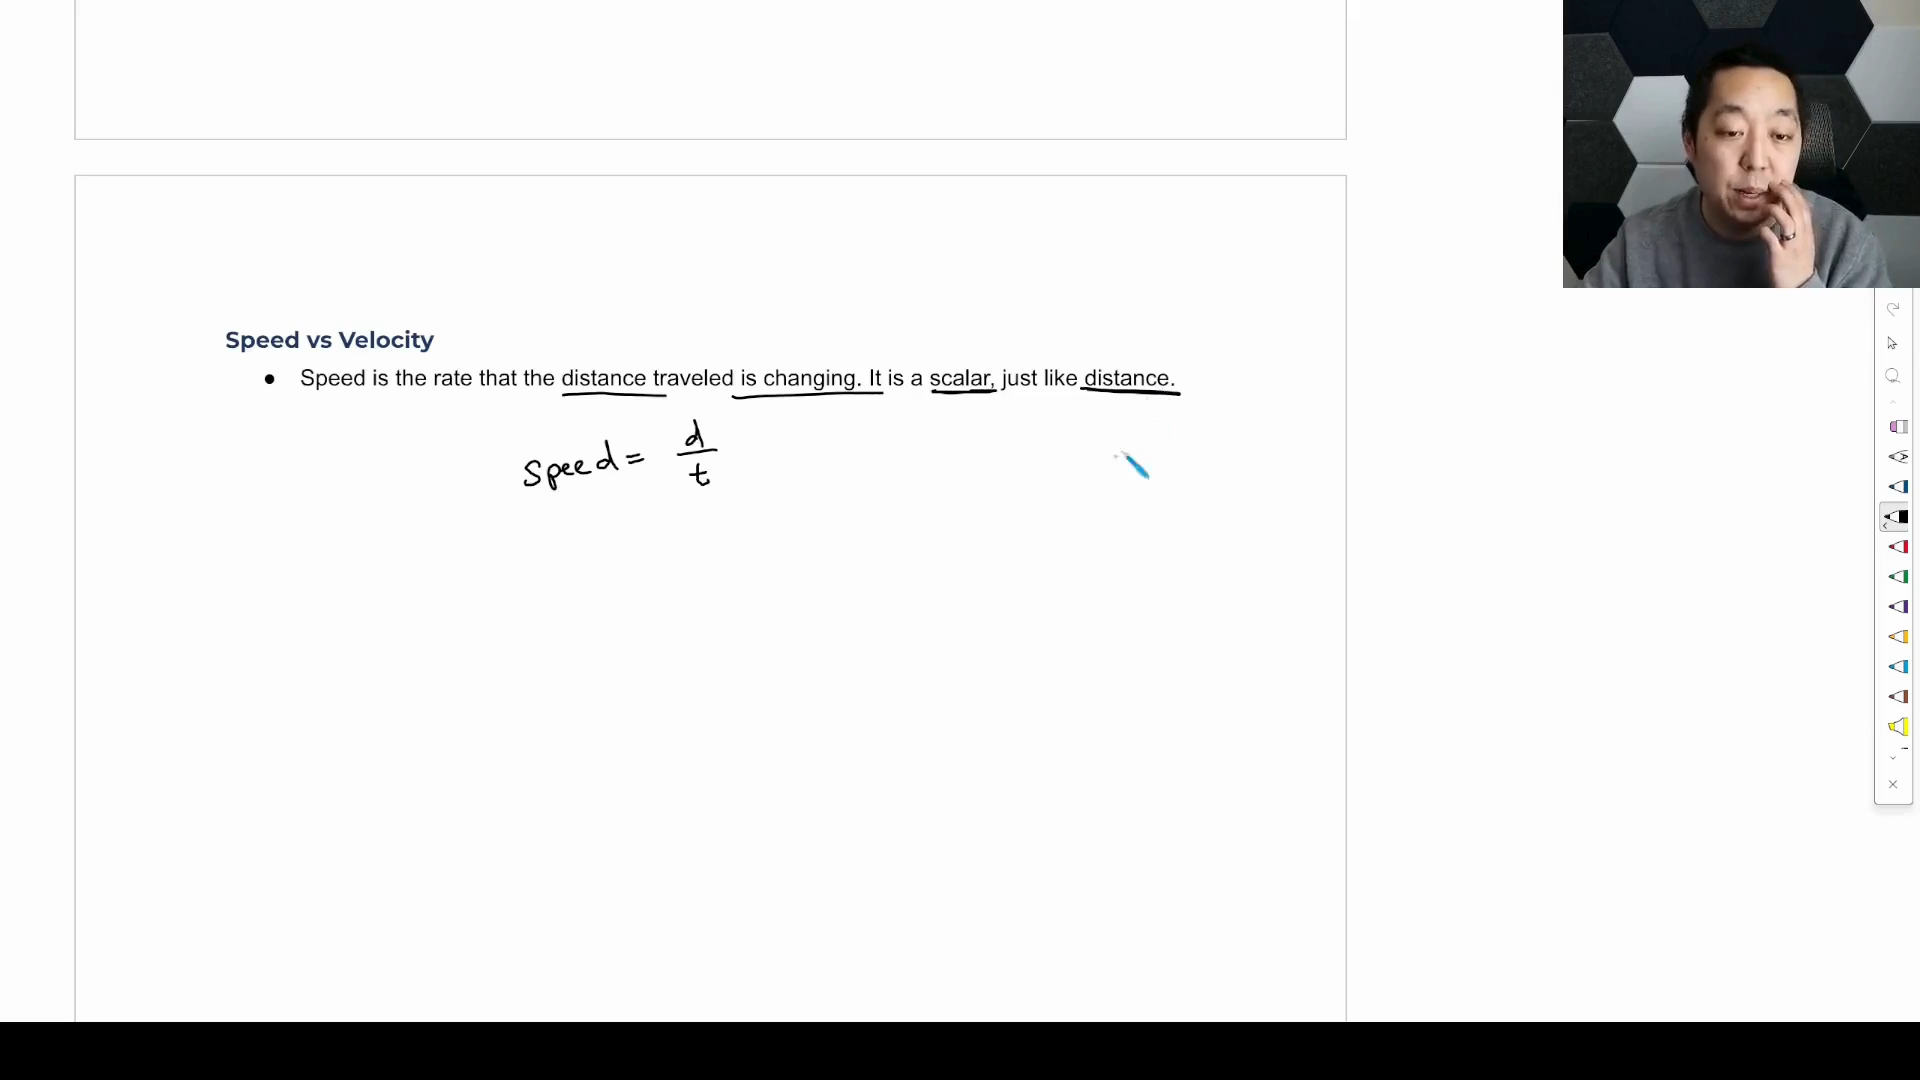 Speed vs Velocity
● Speed is the rate that the distance traveled is changing. It is a scalar, just like distance.
Speed = d/t